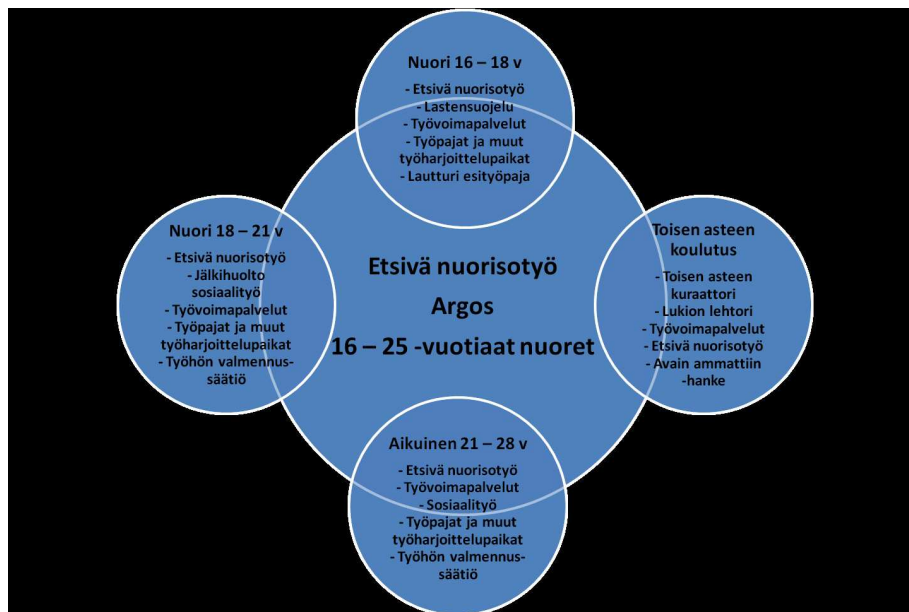 Nuori 16 – 18 v
- Etsivä nuorisotyö
- Lastensuojelu
- Työvoimapalvelut
- Työpajat ja muut
työharjoittelupaikat
- Lautturi esityöpaja
Nuori 18 – 21 v
- Etsivä nuorisotyö
- Jälkihuolto
sosiaalityö
- Työvoimapalvelut
- Työpajat ja muut
työharjoittelupaikat
- Työhön valmennus-
säätiö
Etsivä nuorisotyö
Argos
16 – 25 -vuotiaat nuoret
Toisen asteen
koulutus
- Toisen asteen
kuraattori
- Lukion lehtori
- Työvoimapalvelut
- Etsivä nuorisotyö
- Avain ammattiin
-hanke
Aikuinen 21 – 28 v
- Etsivä nuorisotyö
- Työvoimapalvelut
- Sosiaalityö
- Työpajat ja muut
työharjoittelupaikat
- Työhön valmennus-
säätiö